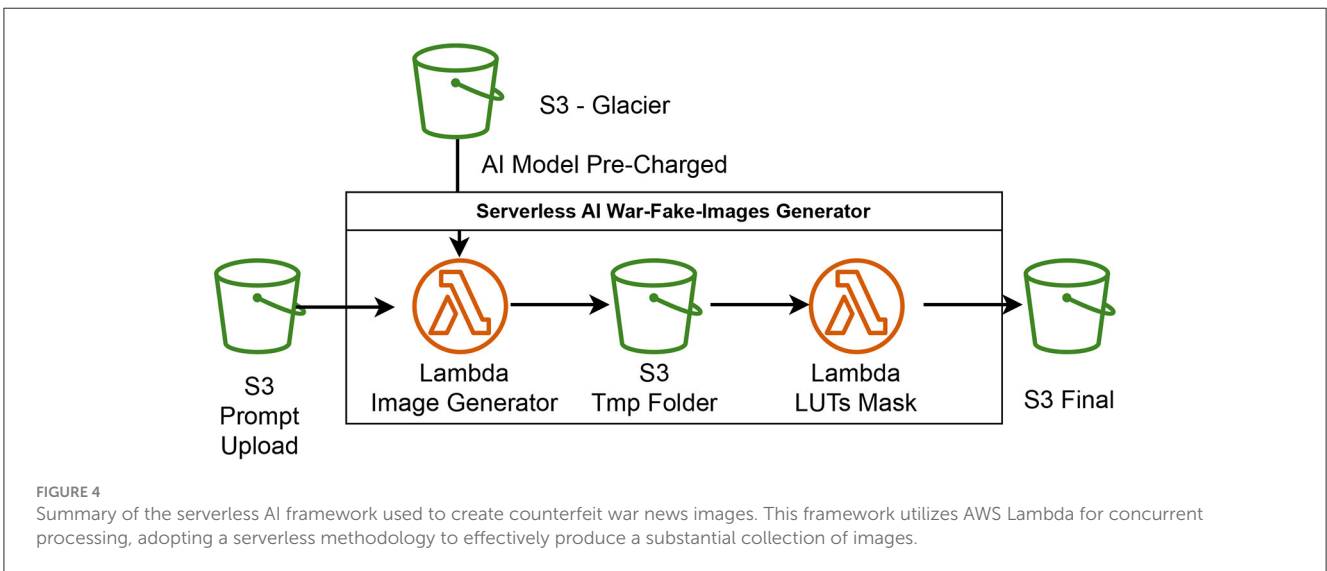 S3 - Glacier
AI Model Pre-Charged
Serverless AI War-Fake-Images Generator
S3
Prompt
Upload
Lambda
Image Generator
S3
Tmp Folder
Lambda
LUTs Mask
S3 Final
FIGURE 4
Summary of the serverless AI framework used to create counterfeit war news images. This framework utilizes AWS Lambda for concurrent
processing, adopting a serverless methodology to effectively produce a substantial collection of images.